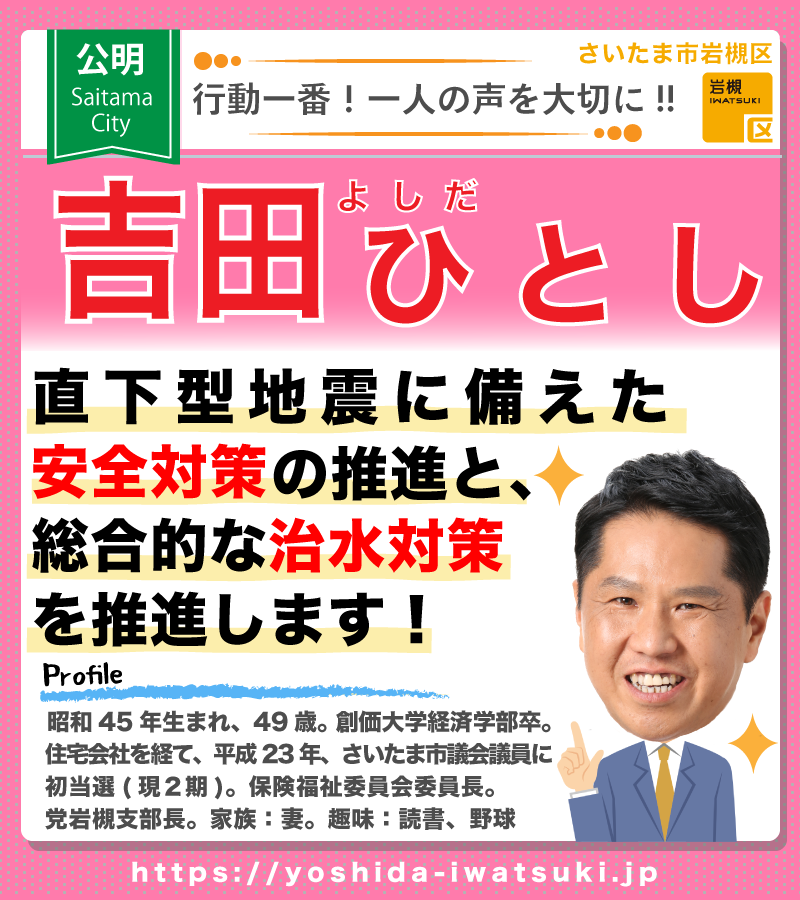 公明
Saitama
City
さいたま市岩槻区
行動一番！一人の声を大切に!!
岩槻
IWATSUKI
区
よしだ
吉田ひとし
直下型地震に備えた
安全対策の推進と、
総合的な治水対策
を推進します！
Profile
昭和45年生まれ、49歳。創価大学経済学部卒。
住宅会社を経て、平成23年、さいたま市議会議員に
初当選(現2期)。保険福祉委員会委員長。
党岩槻支部長。家族：妻。趣味：読書、野球
https://yoshida-iwatsuki.jp